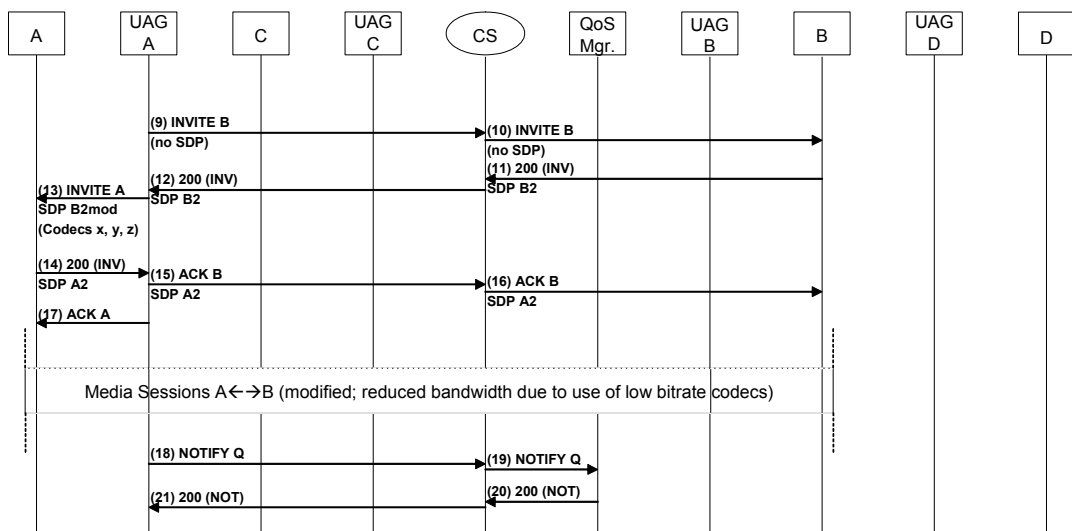 A
UAG
A
C
UAG
C
CS
QoS
Mgr.
UAG
B
B
UAG
D
D
(9) INVITE B
(no SDP)
(10) INVITE B
(no SDP)
(11) 200 (INV)
SDP B2
(12) 200 (INV)
SDP B2
(13) INVITE A
SDP B2mod
(Codecs x, y, z)
(14) 200 (INV)
SDP A2
(15) ACK B
SDP A2
(16) ACK B
SDP A2
(17) ACK A
Media Sessions A←→B (modified; reduced bandwidth due to use of low bitrate codecs)
(18) NOTIFY Q
(19) NOTIFY Q
(20) 200 (NOT)
(21) 200 (NOT)